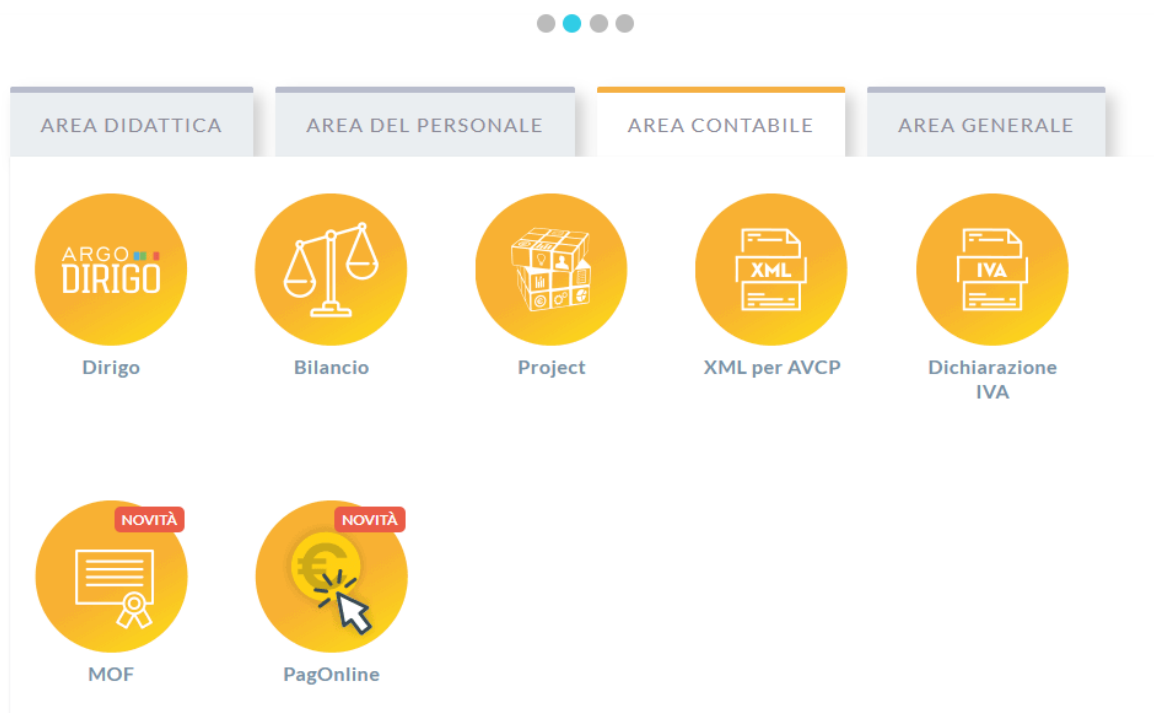 AREA DIDATTICA
AREA DEL PERSONALE
AREA CONTABILE
AREA GENERALE
ARGO
DIRIGO
XML
IVA
Dirigo
Bilancio
Project
XML per AVCP
Dichiarazione
IVA
NOVITÀ
NOVITÀ
€
MOF
PagOnline